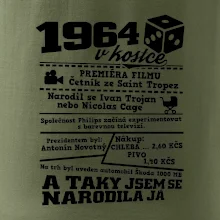 1964
v kostce
PREMIÉRA FILMU
Četník ze Saint Tropez
Narodil se Ivan Trojan
nebo Nicolas Cage
Společnost Philips začíná experimentovat
s barevnou televizí.
Prezidentem byl:
Antonín Novotný
Nákup:
CHLEBA ... 2,60 KČS
PIVO
1,40 KČS
Na trh byl uveden automobil Škoda 1000 MB
A TAKY JSEM SE
NARODILA JÁ